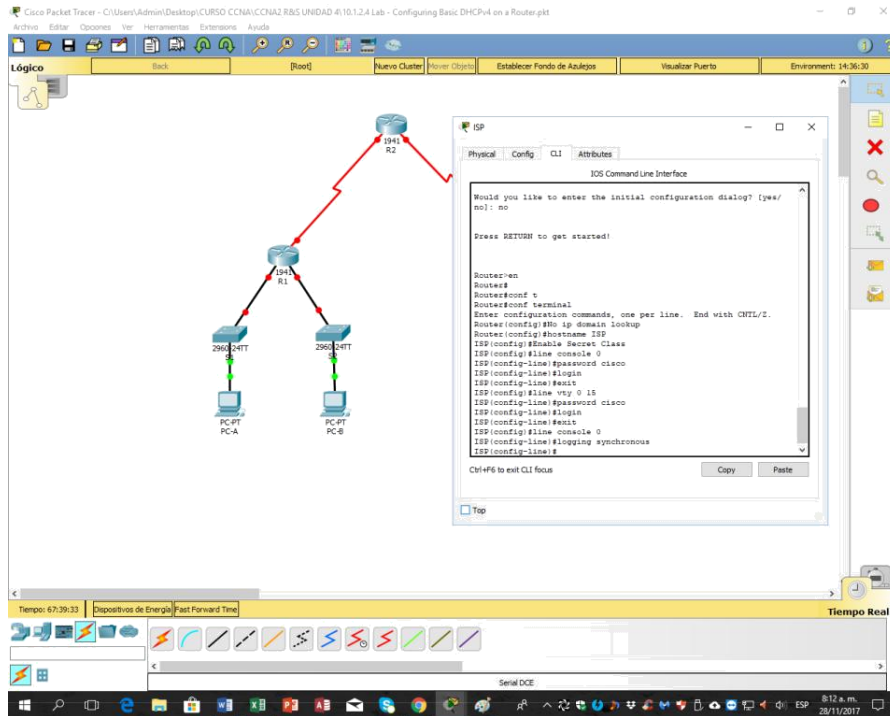 Cisco Packet Tracer - C:\Users\Admin\Desktop\CURSO CCNA\CCNA2 R&S UNIDAD 4\10.1.2.4 Lab - Configuring Basic DHCPv4 on a Router.pkt
Archivo Editar Opciones Ver Herramientas Extensions Ayuda
Lógico Back [Root] Nuevo Cluster Mover Objeto Establecer Fondo de Azulejos Visualizar Puerto Environment: 14:36:30
1941
R2
1941
R1
2960-24TT
S1
2960-24TT
S2
PC-PT
PC-A
PC-PT
PC-B
ISP
Physical Config CLI Attributes
IOS Command Line Interface
Would you like to enter the initial configuration dialog? [yes/
no]: no
Press RETURN to get started!
Router>en
Router#
Router#conf t
Router#conf terminal
Enter configuration commands, one per line. End with CNTL/Z.
Router(config)#No ip domain lookup
Router(config)#hostname ISP
ISP(config)#Enable Secret Class
ISP(config)#line console 0
ISP(config-line)#password cisco
ISP(config-line)#login
ISP(config-line)#exit
ISP(config-line)#line vty 0 15
ISP(config-line)#password cisco
ISP(config-line)#login
ISP(config-line)#exit
ISP(config)#line console 0
ISP(config-line)#logging synchronous
ISP(config-line)#
Ctrl+F6 to exit CLI focus Copy Paste
Top
Tiempo: 67:39:33 Dispositivos de Energía Fast Forward Time Tiempo Real
Serial DCE
ESP 8:12 a. m.
28/11/2017